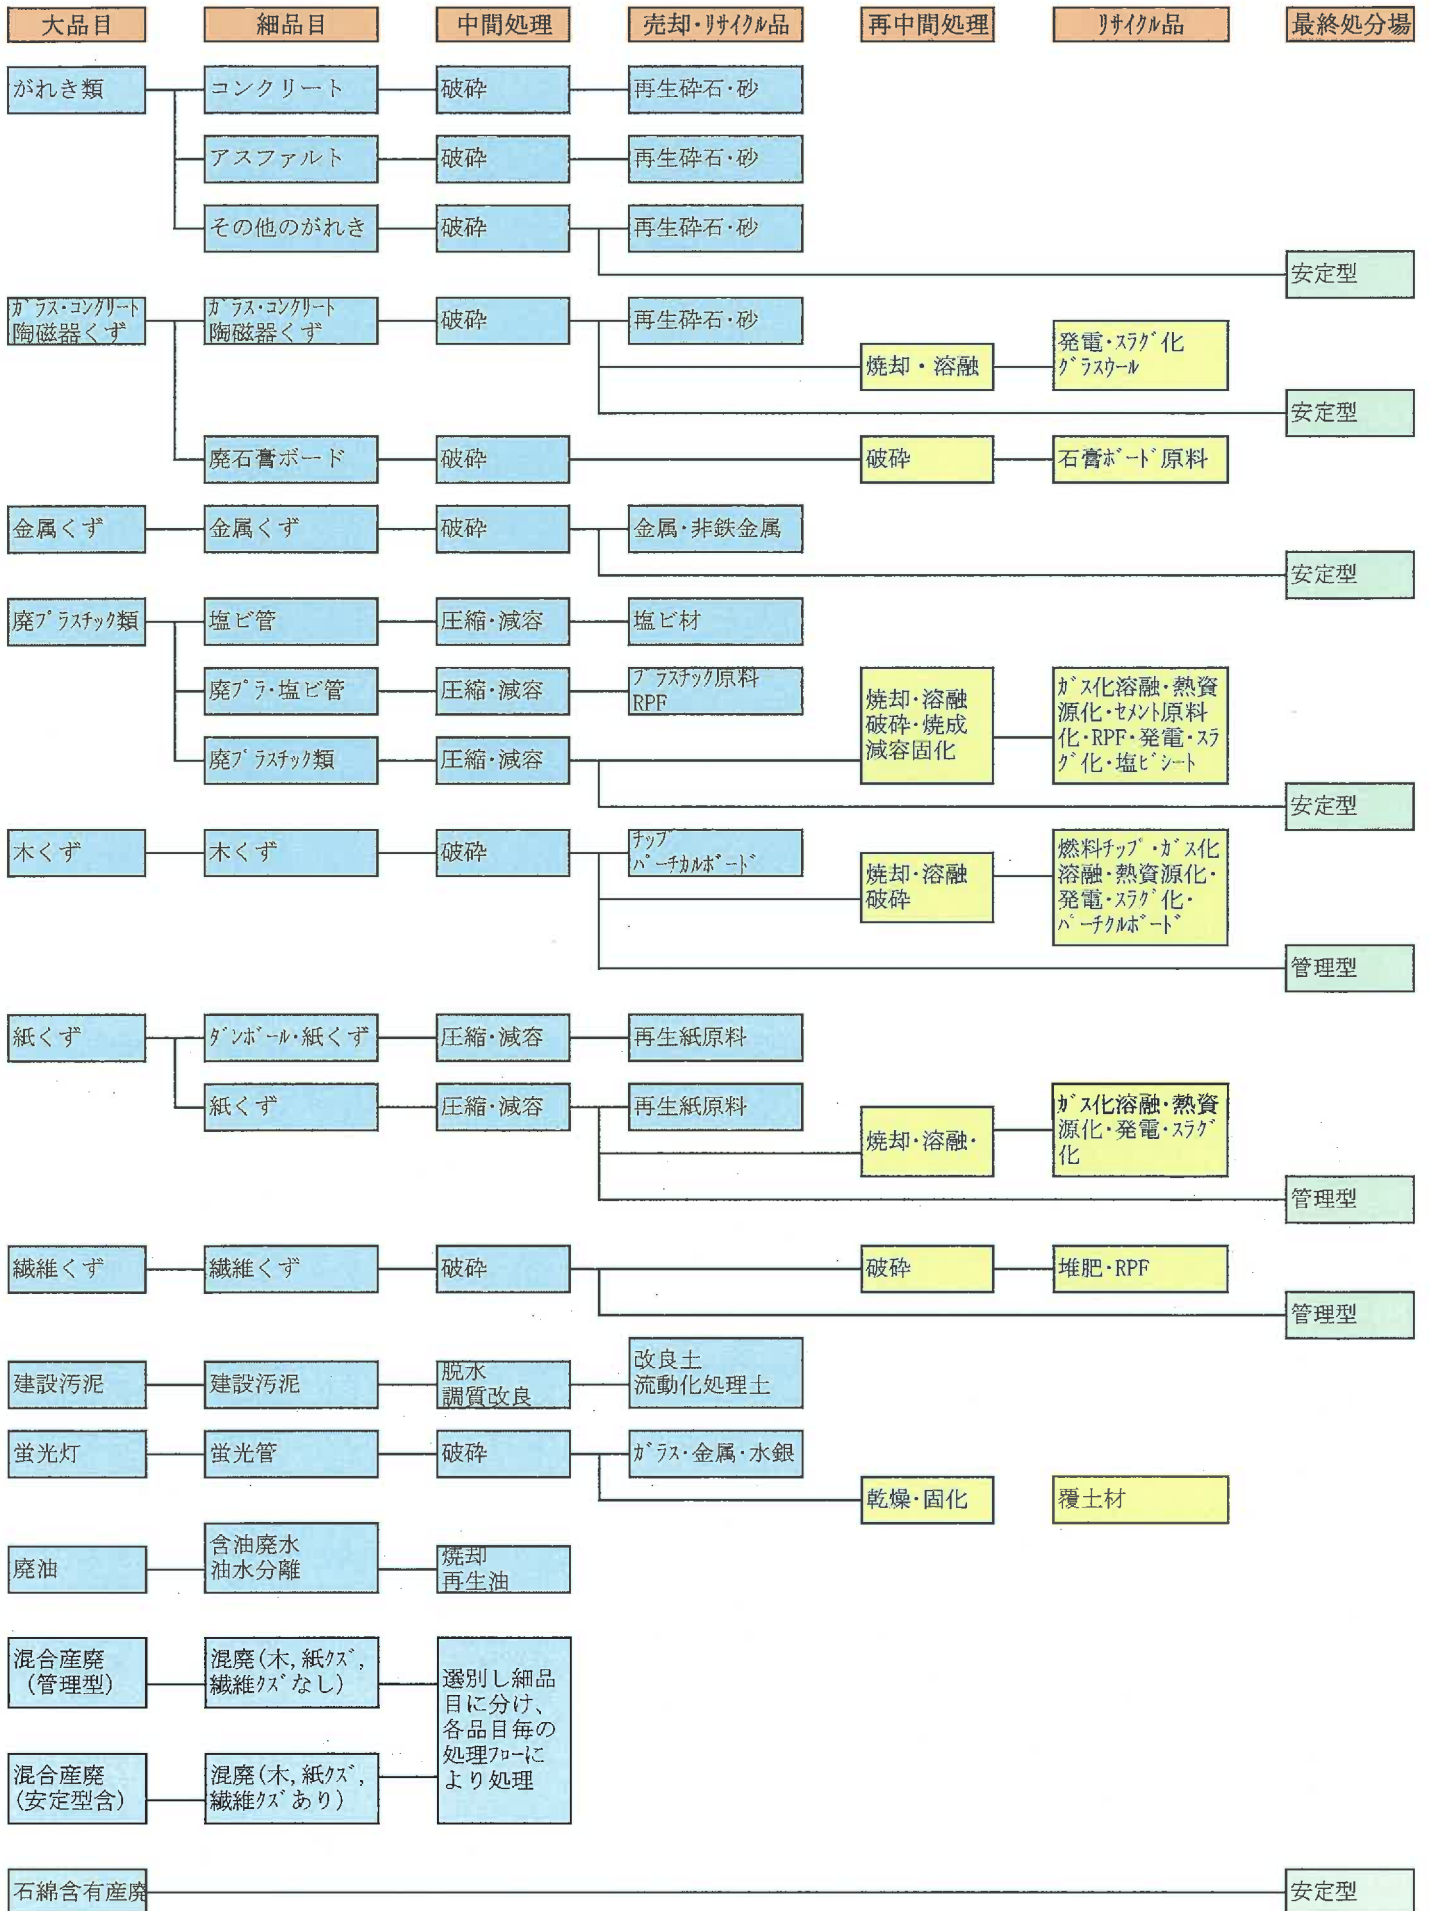 大品目
細品目
中間処理
売却・リサイクル品
再中間処理
リサイクル品
最終処分場
がれき類
コンクリート
破砕
再生砕石・砂
アスファルト
破砕
再生砕石・砂
その他のがれき
破砕
再生砕石・砂
安定型
ガラス・コンクリート
陶磁器くず
ガラス・コンクリート
陶磁器くず
破砕
再生砕石・砂
焼却・溶融
発電・スラグ化
グラスウール
安定型
廃石膏ボード
破砕
破砕
石膏ボード原料
金属くず
金属くず
破砕
金属・非鉄金属
安定型
廃プラスチック類
塩ビ管
圧縮・減容
塩ビ材
廃プラ・塩ビ管
圧縮・減容
プラスチック原料
RPF
廃プラスチック類
圧縮・減容
焼却・溶融
破砕・焼成
減容固化
ガス化溶融・熱資
源化・セメント原料
化・RPF・発電・スラ
グ化・塩ビシート
安定型
木くず
木くず
破砕
チップ
パーチカルボード
焼却・溶融
破砕
燃料チップ・ガス化
溶融・熱資源化・
発電・スラグ化・
パーチクルボード
管理型
紙くず
ダンボール・紙くず
圧縮・減容
再生紙原料
紙くず
圧縮・減容
再生紙原料
焼却・溶融・
ガス化溶融・熱資
源化・発電・スラグ
化
管理型
繊維くず
繊維くず
破砕
破砕
堆肥・RPF
管理型
建設汚泥
建設汚泥
脱水
調質改良
改良土
流動化処理土
蛍光灯
蛍光管
破砕
ガラス・金属・水銀
乾燥・固化
覆土材
廃油
含油廃水
油水分離
焼却
再生油
混合産廃
(管理型)
混廃(木,紙クズ,
繊維クズなし)
選別し細品
目に分け、
各品目毎の
処理フローに
より処理
混合産廃
(安定型含)
混廃(木,紙クズ,
繊維クズあり)
石綿含有産廃
安定型